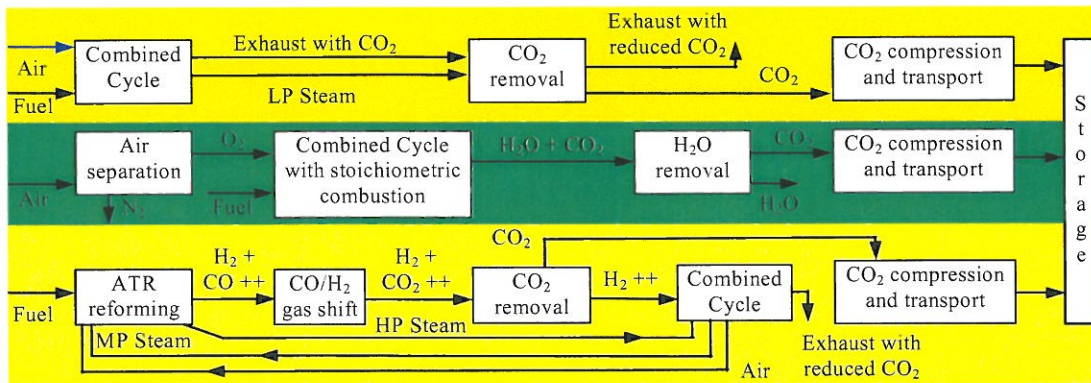 Exhaust with
reduced CO2
Air
Fuel
Combined
Cycle
Exhaust with CO2
LP Steam
CO2
removal
CO2
CO2 compression
and transport
Storage
Air
Air
separation
N2
O2
Fuel
Combined Cycle
with stoichiometric
combustion
H2O + CO2
H2O
removal
CO2
H2O
CO2 compression
and transport
Fuel
ATR
reforming
H2 +
CO ++
CO/H2
gas shift
H2 +
CO2 ++
CO2
removal
CO2
H2 ++
Combined
Cycle
CO2 compression
and transport
MP Steam
HP Steam
Air
Exhaust with
reduced CO2